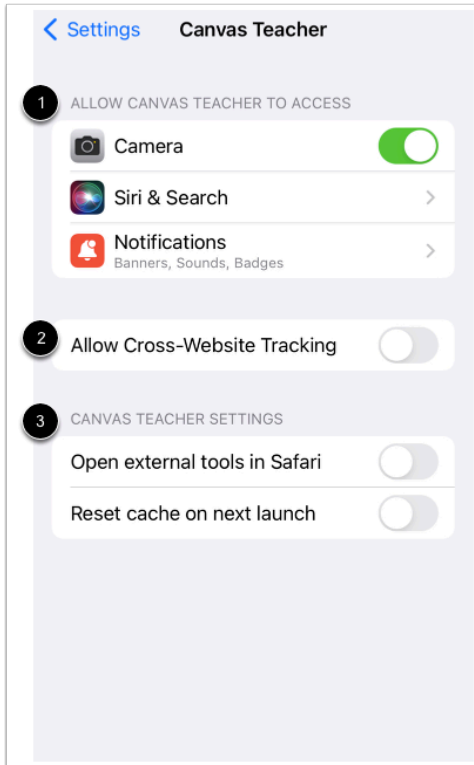 Settings Canvas Teacher
1 ALLOW CANVAS TEACHER TO ACCESS
Camera
Siri & Search
Notifications
Banners, Sounds, Badges
2 Allow Cross-Website Tracking
3 CANVAS TEACHER SETTINGS
Open external tools in Safari
Reset cache on next launch